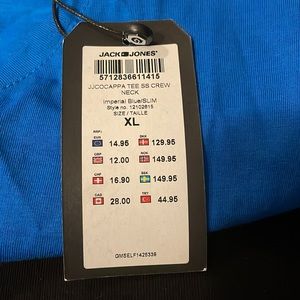 JACK & JONES
5712836611415
JJCOCAPPA TEE SS CREW
NECK
Imperial Blue/SLIM
Style no.: 12102815
SIZE / TAILLE
XL
EUR 14.95 DKK 129.95
GBP 12.00 NOK 149.95
CHF 16.90 SEK 149.95
CAD 28.00 TRY 44.95